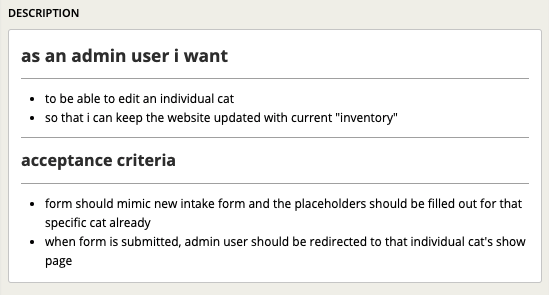 DESCRIPTION
as an admin user i want
to be able to edit an individual cat
so that i can keep the website updated with current "inventory"
acceptance criteria
form should mimic new intake form and the placeholders should be filled out for that
specific cat already
when form is submitted, admin user should be redirected to that individual cat's show
page